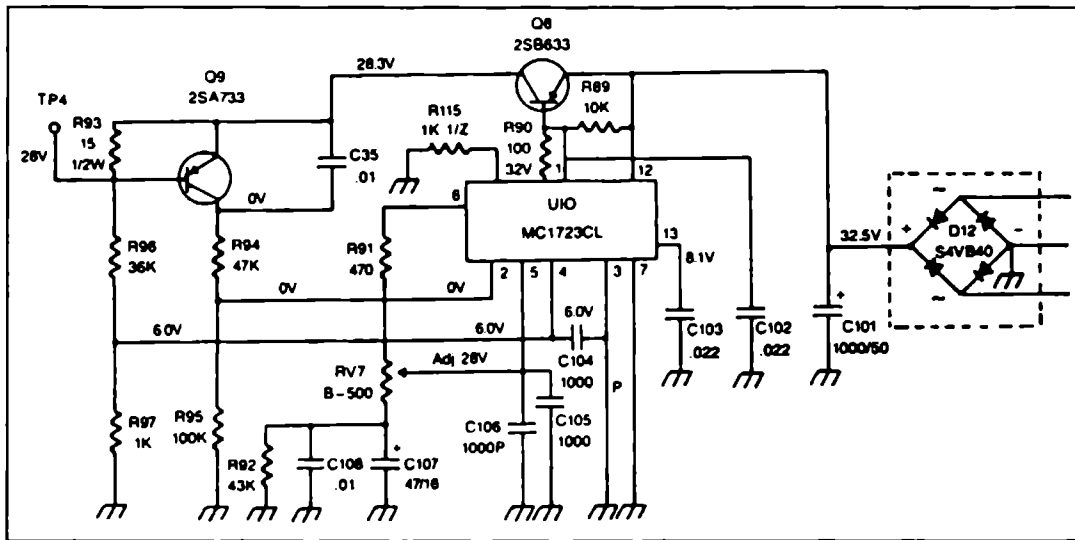 Q8
2SB633
Q9
2SA733
28.3V
TP4
R93
15
1/2W
28V
R115
1K 1/Z
R90
100
32V
R89
10K
C35
.01
0V
1
12
6
UIO
MC1723CL
13
8.1V
2
5
4
3
7
32.5V
+
~
D12
S4VB40
-
~
R96
36K
R94
47K
R91
470
0V
0V
6.0V
6.0V
6.0V
C104
1000
P
C103
.022
C102
.022
+
C101
1000/50
Adj 28V
RV7
B-500
C105
1000
C106
1000P
R97
1K
R95
100K
R92
43K
C108
.01
+
C107
47/16